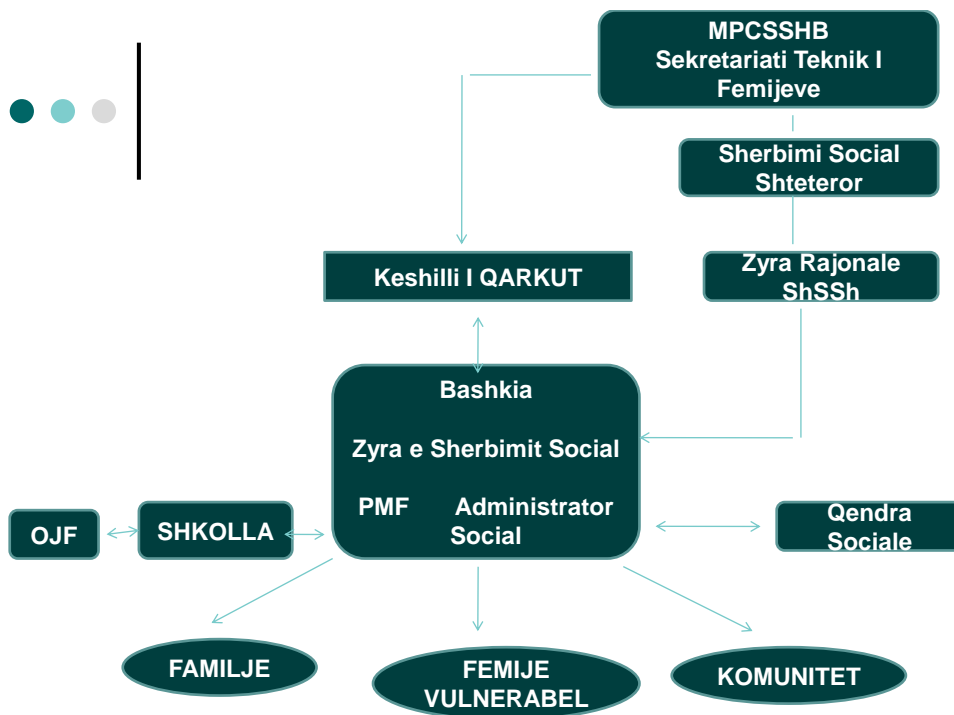 MPCSSHB
Sekretariati Teknik I
Femijeve
Sherbimi Social
Shteteror
Keshilli I QARKUT
Zyra Rajonale
ShSSh
Bashkia
Zyra e Sherbimit Social
PMF Administrator
Social
OJF
SHKOLLA
Qendra
Sociale
FAMILJE
FEMIJE
VULNERABEL
KOMUNITET